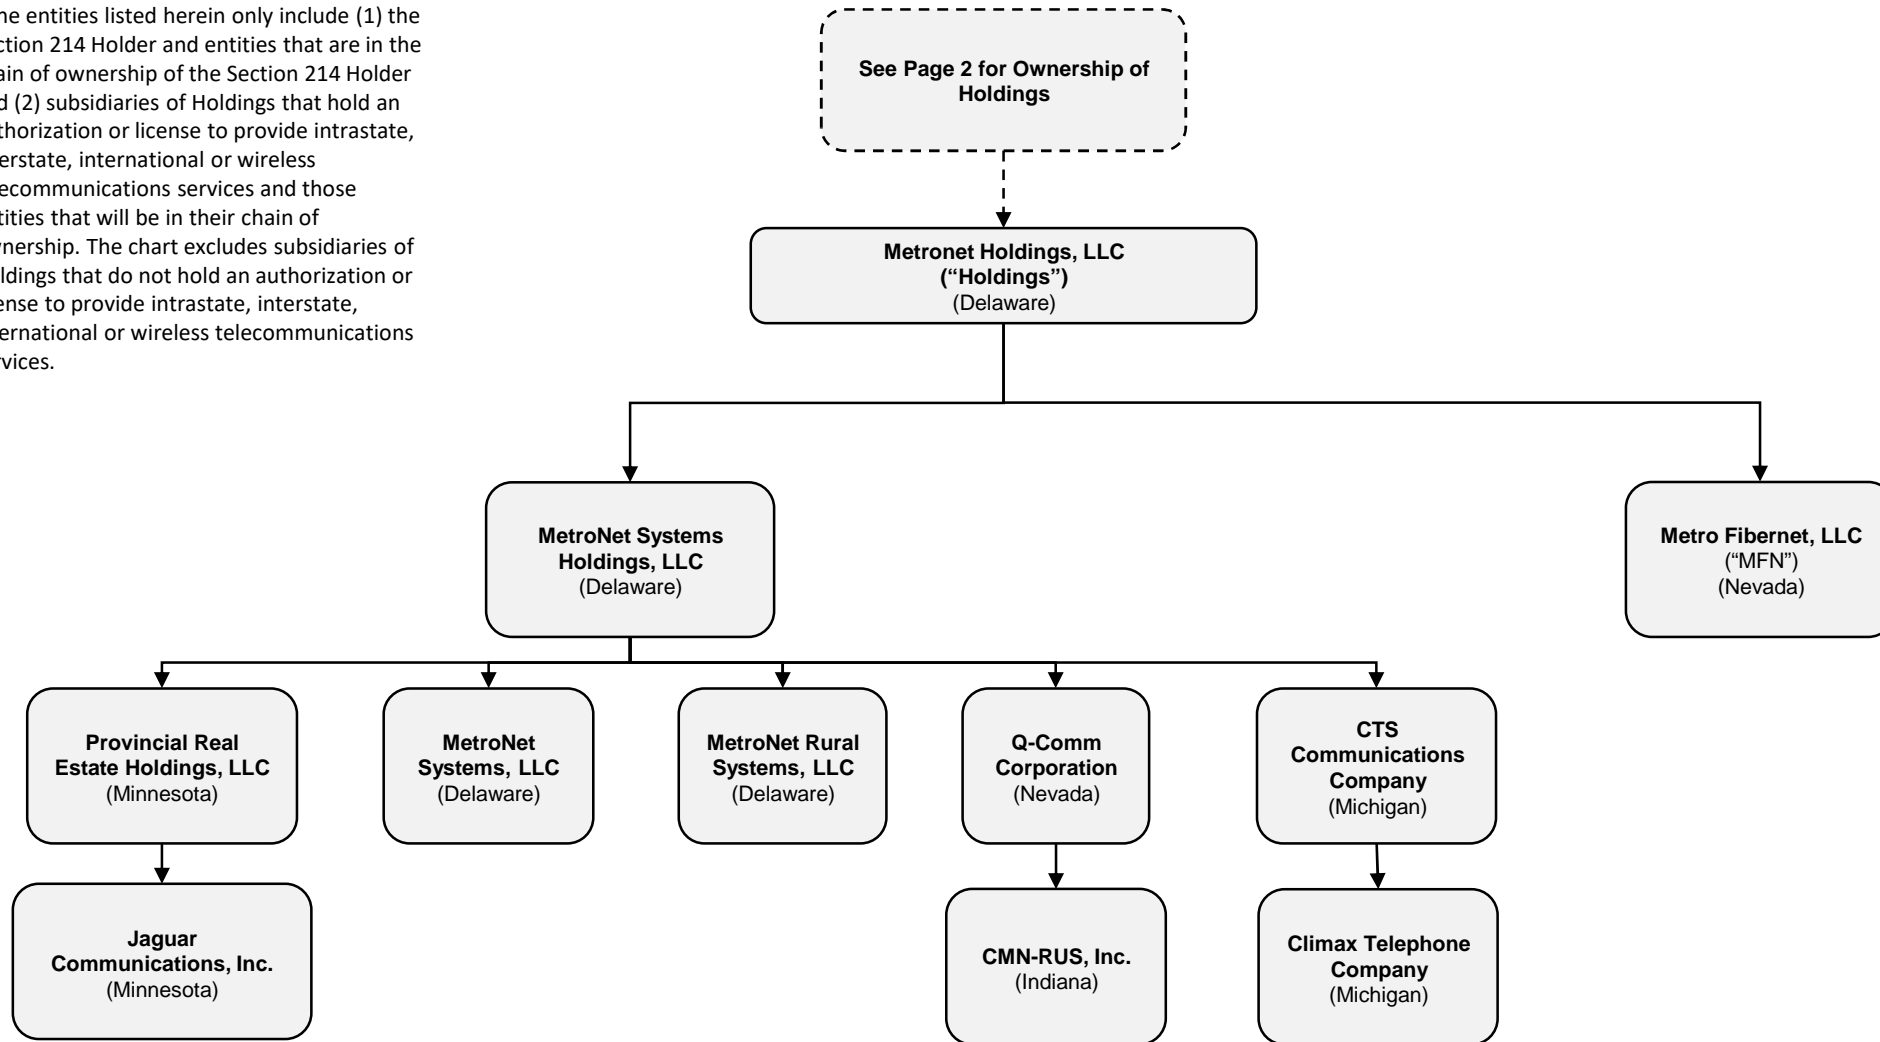 he entities listed herein only include (1) the
ction 214 Holder and entities that are in the
ain of ownership of the Section 214 Holder
d (2) subsidiaries of Holdings that hold an
thorization or license to provide intrastate,
erstate, international or wireless
ecommunications services and those
tities that will be in their chain of
wnership. The chart excludes subsidiaries of
ldings that do not hold an authorization or
ense to provide intrastate, interstate,
ernational or wireless telecommunications
rvices.
See Page 2 for Ownership of
Holdings
Metronet Holdings, LLC
(“Holdings”)
(Delaware)
MetroNet Systems
Holdings, LLC
(Delaware)
Metro Fibernet, LLC
(“MFN”)
(Nevada)
Provincial Real
Estate Holdings, LLC
(Minnesota)
MetroNet
Systems, LLC
(Delaware)
MetroNet Rural
Systems, LLC
(Delaware)
Q-Comm
Corporation
(Nevada)
CTS
Communications
Company
(Michigan)
Jaguar
Communications, Inc.
(Minnesota)
CMN-RUS, Inc.
(Indiana)
Climax Telephone
Company
(Michigan)